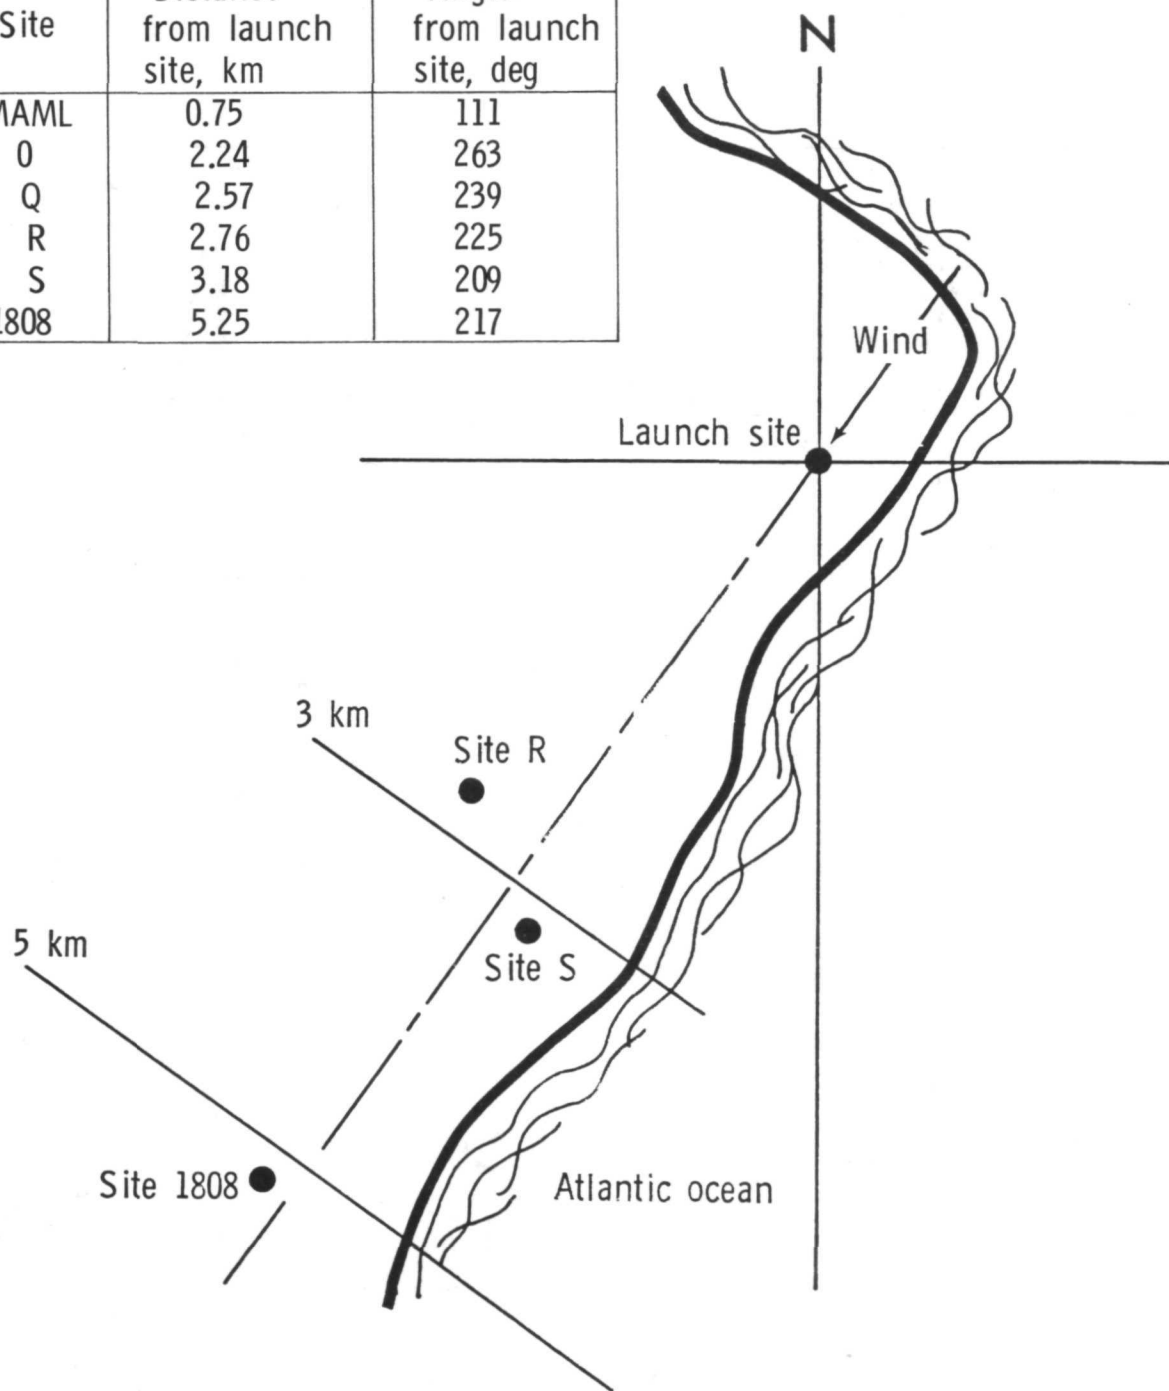 Site
from launch
site, km
from launch
site, deg
0.75 111
0 2.24 263
Q 2.57 239
R 2.76 225
S 3.18 209
1808 5.25 217
N
Wind
Launch site
3 km
Site R
Site S
5 km
Site 1808
Atlantic ocean